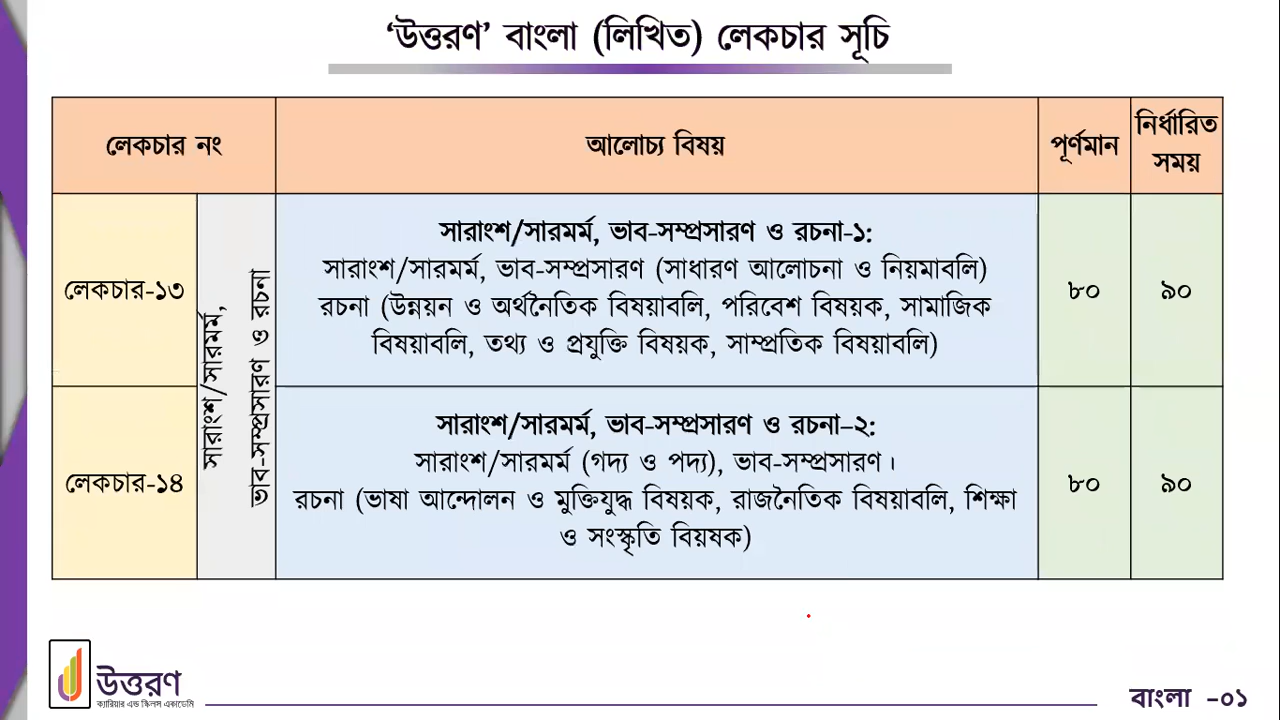 ‘উত্তরণ’ বাংলা (লিখিত) লেকচার সূচি
লেকচার নং
আলোচ্য বিষয়
পূর্ণমান
নির্ধারিত
সময়
লেকচার-১৩
সারাংশ/সারমর্ম,
ভাব-সম্প্রসারণ ও রচনা
সারাংশ/সারমর্ম, ভাব-সম্প্রসারণ ও রচনা-১:
সারাংশ/সারমর্ম, ভাব-সম্প্রসারণ (সাধারণ আলোচনা ও নিয়মাবলি)
রচনা (উন্নয়ন ও অর্থনৈতিক বিষয়াবলি, পরিবেশ বিষয়ক, সামাজিক
বিষয়াবলি, তথ্য ও প্রযুক্তি বিষয়ক, সাম্প্রতিক বিষয়াবলি)
৮০
৯০
লেকচার-১৪
সারাংশ/সারমর্ম, ভাব-সম্প্রসারণ ও রচনা–২:
সারাংশ/সারমর্ম (গদ্য ও পদ্য), ভাব-সম্প্রসারণ।
রচনা (ভাষা আন্দোলন ও মুক্তিযুদ্ধ বিষয়ক, রাজনৈতিক বিষয়াবলি, শিক্ষা
ও সংস্কৃতি বিয়ষক)
৮০
৯০
উত্তরণ
ক্যারিয়ার এন্ড স্কিলস একাডেমি
বাংলা –০১